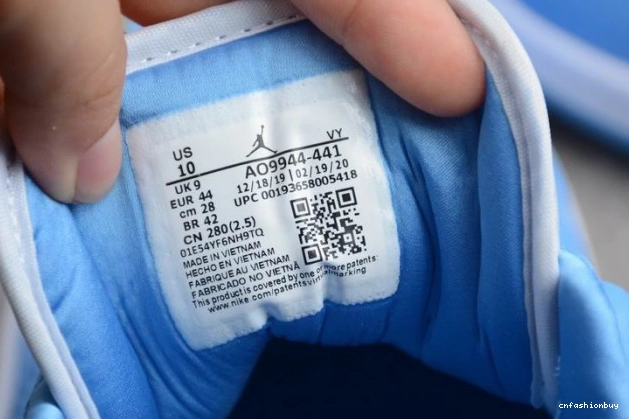 US
10
VY
AO9944-441
UK 9
12/18/19 | 02/19/20
EUR 44
UPC 00193658005418
cm 28
BR 42
CN 280(2.5)
01E54YF6NH9TQ
MADE IN VIETNAM
HECHO EN VIETNAM
FABRIQUE AU VIETNAM
FABRICADO NO VIETNÃ
This product is covered by one or more patents:
www.nike.com/patentsvirtualmarking
cnfashionbuy